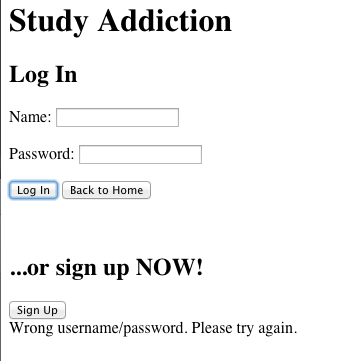 Study Addiction
Log In
Name:
Password:
Log In Back to Home
...or sign up NOW!
Sign Up
Wrong username/password. Please try again.